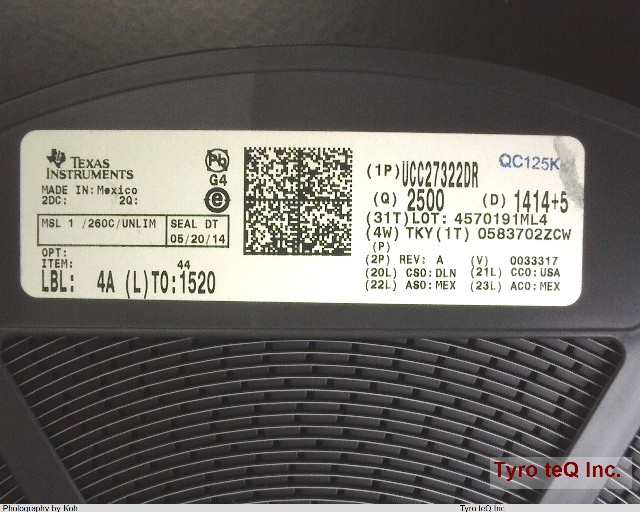 TEXAS
INSTRUMENTS
MADE IN: Mexico
2DC: 2Q:
MSL 1 /260C/UNLIM SEAL DT
05/20/14
OPT:
ITEM: 44
LBL: 4A (L)TO:1520
Pb
G4
e
QC125K
(1P)UCC27322DR
(Q) 2500 (D) 1414+5
(31T)LOT: 4570191ML4
(4W) TKY(1T) 0583702ZCW
(P)
(2P) REV: A (V) 0033317
(20L) CSO:DLN (21L) CCO:USA
(22L) ASO:MEX (23L) ACO:MEX
Tyro teQ Inc.
Photography by Koh
Tyro teQ Inc